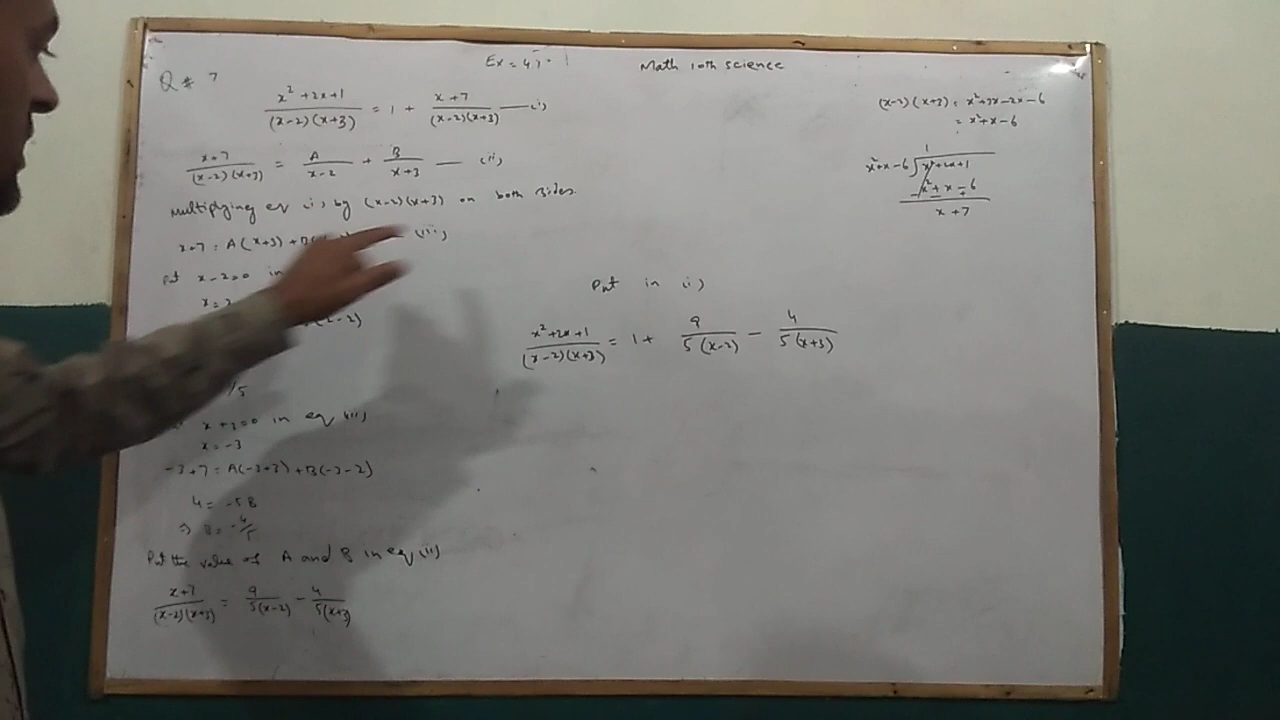 Ex = 4.1
Math 10th science
Q # 7
x² + 2x + 1 / (x-2)(x+3) = 1 + x + 7 / (x-2)(x+3) — (i)
x+7 / (x-2)(x+3) = A / x-2 + B / x+3 — (ii)
Multiplying eq (ii) by (x-2)(x+3) on both sides.
x+7 = A(x+3) + B( (iii)
Put x-2=0 in
x=2
-2)
/5
x+3=0 in eq (iii)
x=-3
-3+7 = A(-3+3) + B(-3-2)
4 = -5B
⇒ B = -4/5
Put the value of A and B in eq (ii)
x+7 / (x-2)(x+3) = 9 / 5(x-2) - 4 / 5(x+3)
Put in (i)
x²+2x+1 / (x-2)(x+3) = 1 + 9 / 5(x-2) - 4 / 5(x+3)
(x-2)(x+3) = x²+3x-2x-6
= x²+x-6
1
x²+x-6 √ x²+2x+1
x² + x - 6
x+7